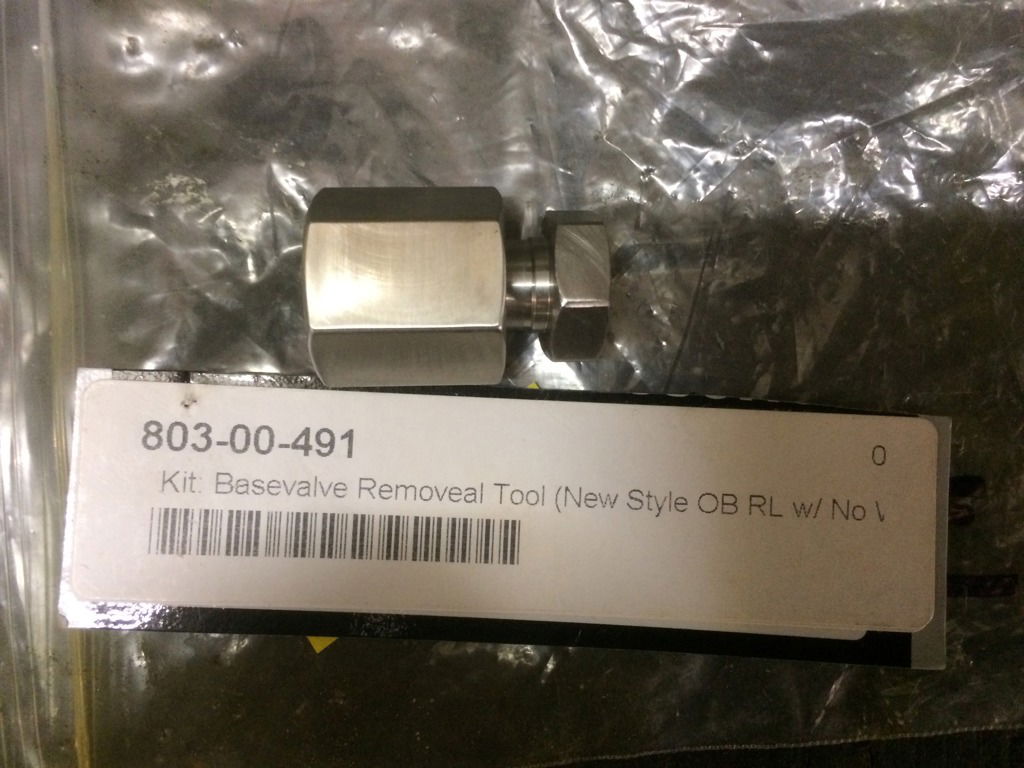 803-00-491
0
Kit: Basevalve Removeal Tool (New Style OB RL w/ No